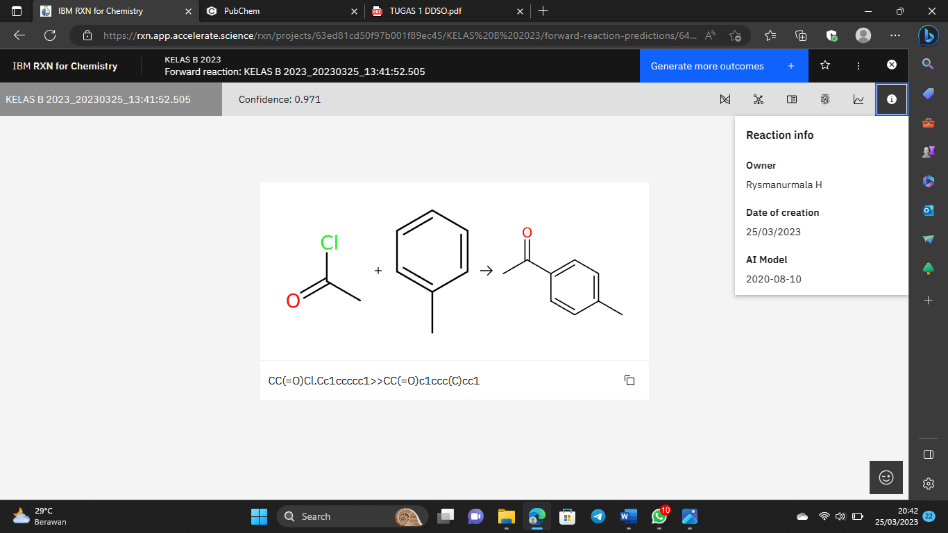 IBM RXN for Chemistry
PubChem
TUGAS 1 DDSO.pdf
https://rxn.app.accelerate.science/rxn/projects/63ed81cd50f97b001f89ec45/KELAS%20B%202023/forward-reaction-predictions/64...
IBM RXN for Chemistry
KELAS B 2023
Forward reaction: KELAS B 2023_20230325_13:41:52.505
Generate more outcomes +
KELAS B 2023_20230325_13:41:52.505
Confidence: 0.971
Reaction info
Owner
Rysmanurmala H
Date of creation
25/03/2023
AI Model
2020-08-10
Cl
O
+
→
O
CC(=O)Cl.Cc1ccccc1>>CC(=O)c1ccc(C)cc1
29°C
Berawan
Search
10
20:42
25/03/2023
22